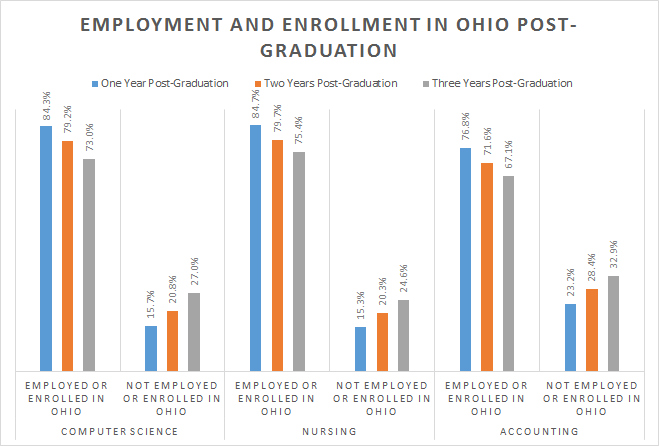 EMPLOYMENT AND ENROLLMENT IN OHIO POST-
GRADUATION
One Year Post-Graduation Two Years Post-Graduation Three Years Post-Graduation
84.3% 79.2% 73.0% 15.7% 20.8% 27.0% 84.7% 79.7% 75.4% 15.3% 20.3% 24.6% 76.8% 71.6% 67.1% 23.2% 28.4% 32.9%
EMPLOYED OR NOT EMPLOYED EMPLOYED OR NOT EMPLOYED EMPLOYED OR NOT EMPLOYED
ENROLLED IN OR ENROLLED IN ENROLLED IN OR ENROLLED IN ENROLLED IN OR ENROLLED IN
OHIO OHIO OHIO OHIO OHIO OHIO
COMPUTER SCIENCE NURSING ACCOUNTING